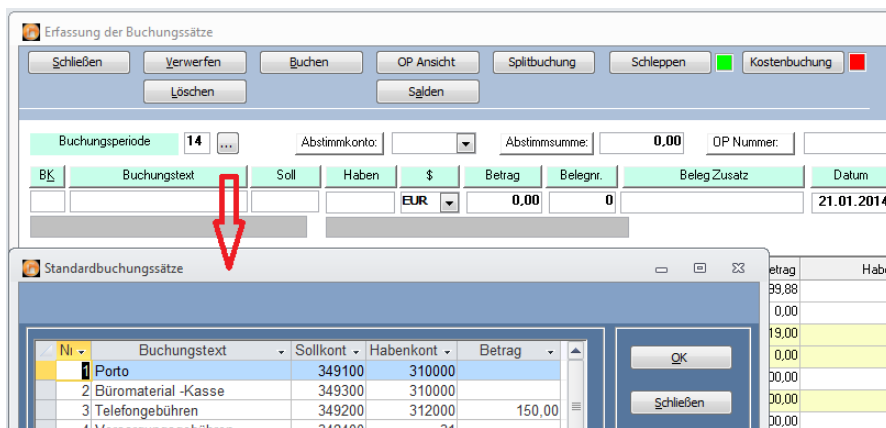 Erfassung der Buchungssätze
Schließen Verwerfen Buchen OP Ansicht Splitbuchung Schleppen Kostenbuchung
Löschen Salden
Buchungsperiode 14 ... Abstimmkonto: Abstimmsumme: 0,00 OP Nummer:
BK Buchungstext Soll Haben $ Betrag Belegnr. Beleg Zusatz Datum
EUR 0,00 0 21.01.2014
Standardbuchungssätze
etrag Habe
99,88
0,00
Nr Buchungstext Sollkont Habenkont Betrag
19,00
OK
0,00
1 Porto 349100 310000
00,00
2 Büromaterial -Kasse 349300 310000
Schließen
00,00
3 Telefongebühren 349200 312000 150,00
00,00